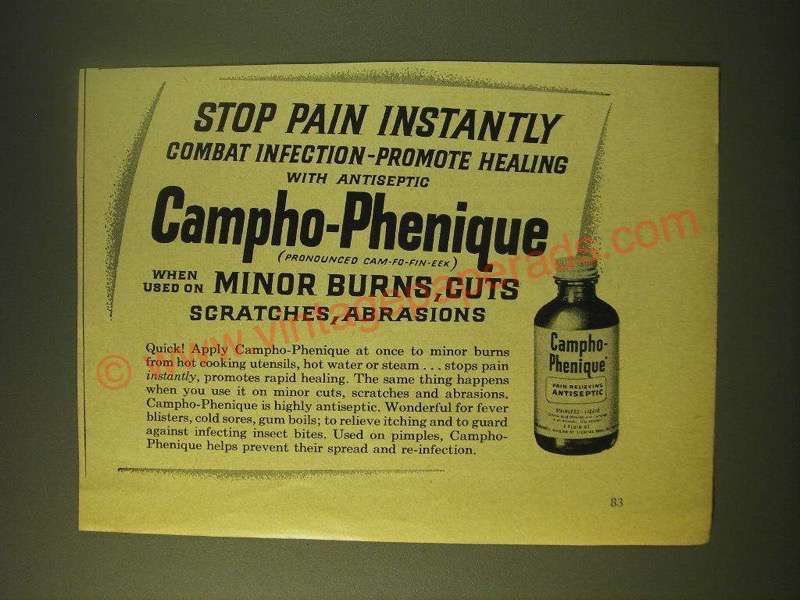 STOP PAIN INSTANTLY
COMBAT INFECTION-PROMOTE HEALING
WITH ANTISEPTIC
Campho-Phenique
(PRONOUNCED CAM-FO-FIN-EEK)
WHEN USED ON MINOR BURNS, CUTS
SCRATCHES, ABRASIONS
Quick! Apply Campho-Phenique at once to minor burns
from hot cooking utensils, hot water or steam . . . stops pain
instantly, promotes rapid healing. The same thing happens
when you use it on minor cuts, scratches and abrasions.
Campho-Phenique is highly antiseptic. Wonderful for fever
blisters, cold sores, gum boils; to relieve itching and to guard
against infecting insect bites. Used on pimples, Campho-
Phenique helps prevent their spread and re-infection.
Campho-
Phenique
PAIN RELIEVING
ANTISEPTIC
83
© www.vintagepaperads.com